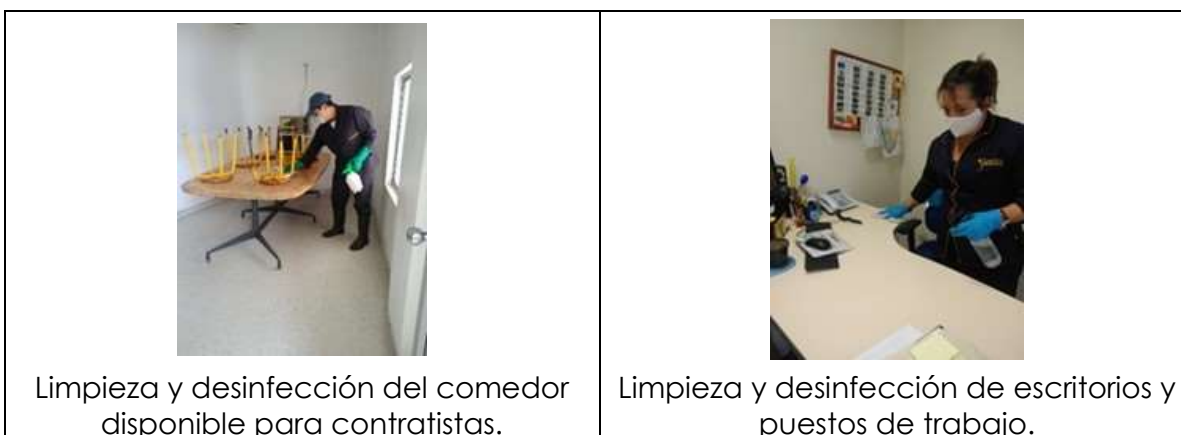 Limpieza y desinfección del comedor
disponible para contratistas.
Limpieza y desinfección de escritorios y
puestos de trabajo.